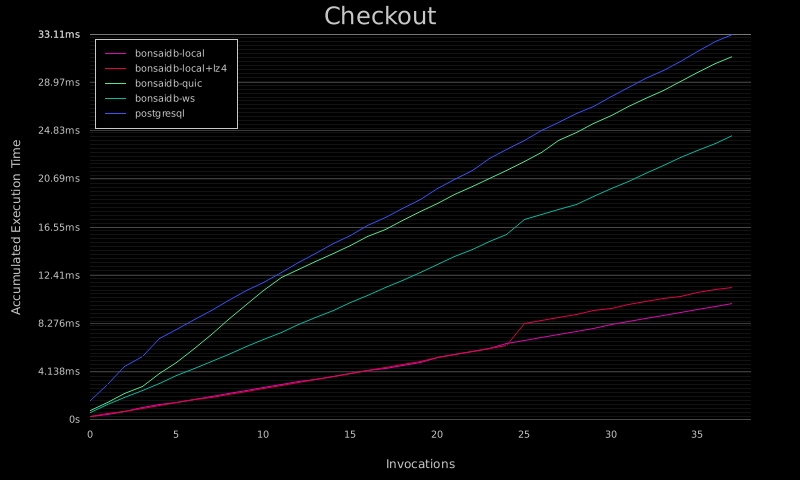 Checkout
33.11ms
28.97ms
24.83ms
20.69ms
16.55ms
12.41ms
8.276ms
4.138ms
0s
bonsaidb-local
bonsaidb-local+lz4
bonsaidb-quic
bonsaidb-ws
postgresql
Accumulated Execution Time
0 5 10 15 20 25 30 35
Invocations